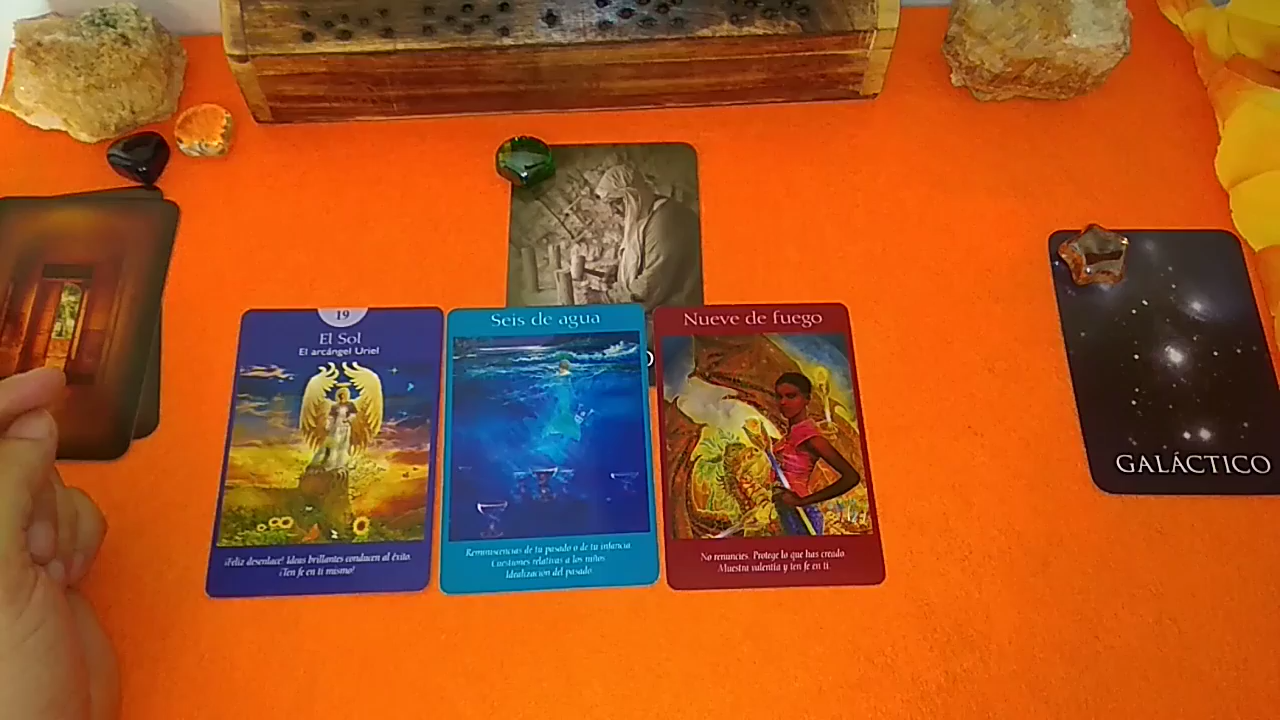 19
El Sol
El arcángel Uriel
¡Feliz desenlace! Ideas brillantes conducen al éxito.
¡Ten fe en ti mismo!
Seis de agua
Reminiscencias de tu pasado o de tu infancia.
Cuestiones relativas a los niños.
Idealización del pasado.
Nueve de fuego
No renuncies. Protege lo que has creado.
Muestra valentía y ten fe en ti.
GALÁCTICO